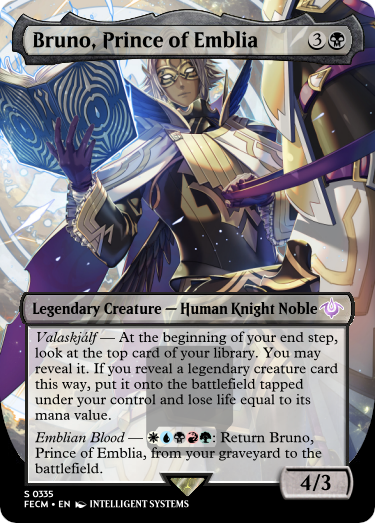 Bruno, Prince of Emblia 3
Legendary Creature — Human Knight Noble
Valaskjálf — At the beginning of your end step,
look at the top card of your library. You may
reveal it. If you reveal a legendary creature card
this way, put it onto the battlefield tapped
under your control and lose life equal to its
mana value.
Emblian Blood — : Return Bruno,
Prince of Emblia, from your graveyard to the
battlefield.
4/3
S 0335
FECM • EN INTELLIGENT SYSTEMS